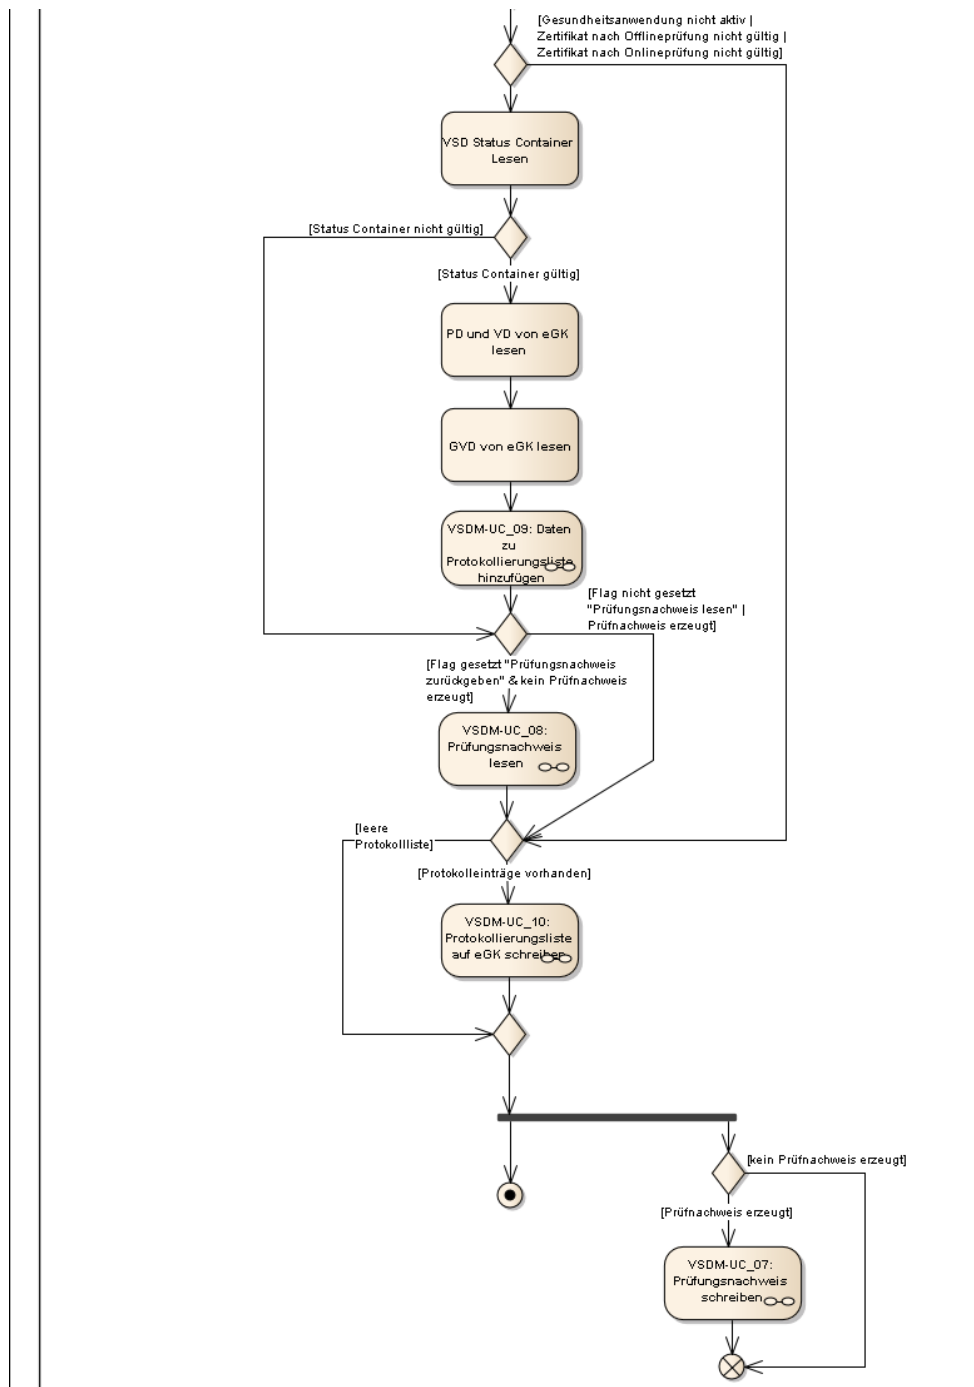 [Gesundheitsanwendung nicht aktiv |
Zertifikat nach Offlineprüfung nicht gültig |
Zertifikat nach Onlineprüfung nicht gültig]
VSD Status Container
Lesen
[Status Container nicht gültig]
[Status Container gültig]
PD und VD von eGK
lesen
GVD von eGK lesen
VSDM-UC_09: Daten
zu
Protokollierungsliste
hinzufügen
[Flag nicht gesetzt
"Prüfungsnachweis lesen" |
Prüfnachweis erzeugt]
[Flag gesetzt "Prüfungsnachweis
zurückgeben" & kein Prüfnachweis
erzeugt]
VSDM-UC_08:
Prüfungsnachweis
lesen
[leere
Protokollliste]
[Protokolleinträge vorhanden]
VSDM-UC_10:
Protokollierungsliste
auf eGK schreiben
[kein Prüfnachweis erzeugt]
[Prüfnachweis erzeugt]
VSDM-UC_07:
Prüfungsnachweis
schreiben